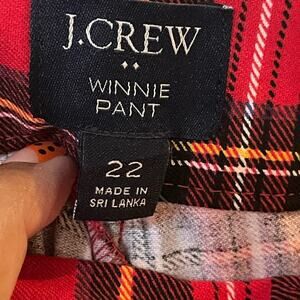 J.CREW
WINNIE
PANT
22
MADE IN
SRI LANKA